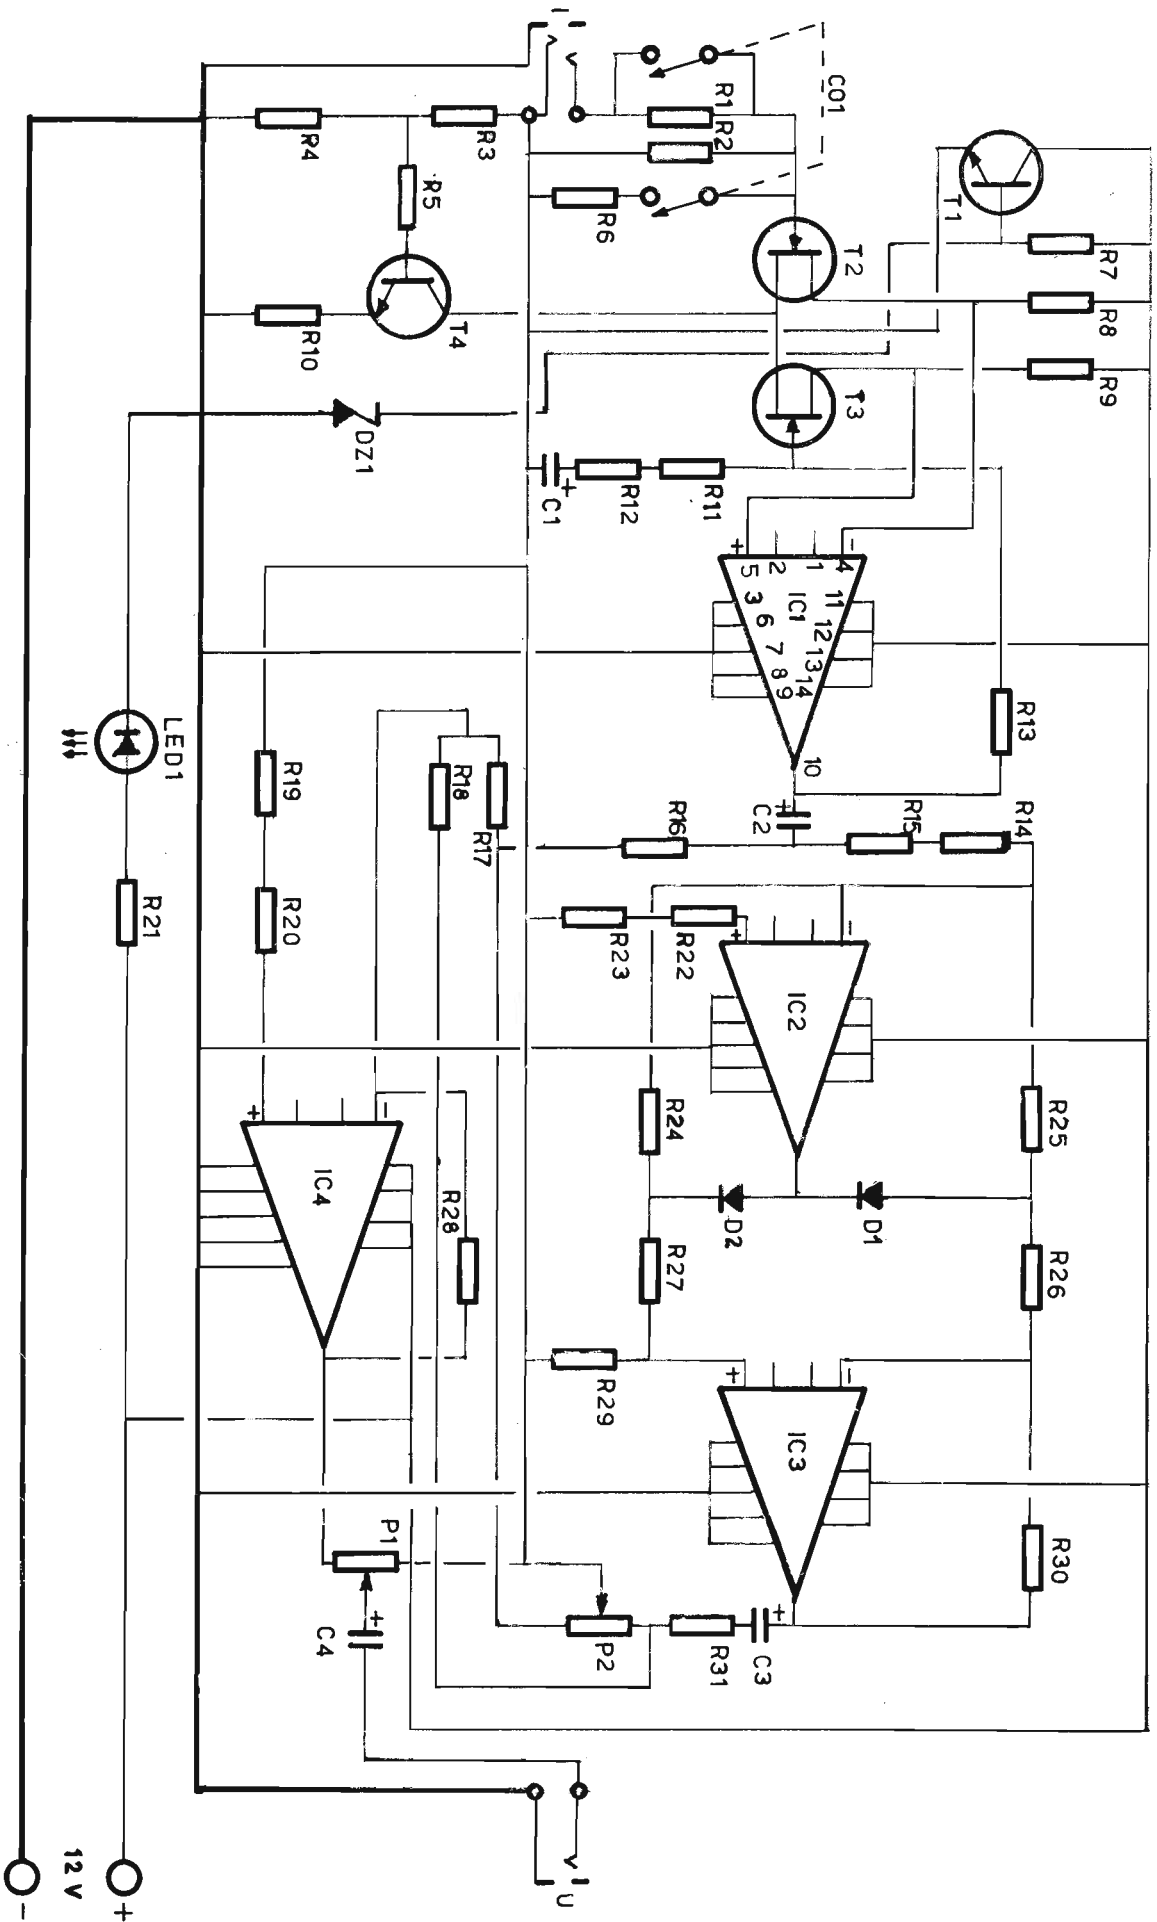 I
CO1
R1
R2
R3
R4
R5
R6
T1
T2
R7
R8
R9
T4
R10
T3
DZ1
C1
+
R12
R11
+
-
5
2
1
4
3
6
7
8
9
11
12
13
14
IC1
10
R13
LED1
R19
R18
R17
R16
C2
+
R15
R14
R21
R20
R23
R22
+
-
IC2
R24
R25
+
-
IC4
R28
D2
D1
R27
R26
R29
+
-
IC3
P1
R30
+
C4
P2
R31
C3
+
U
12 V
+
-